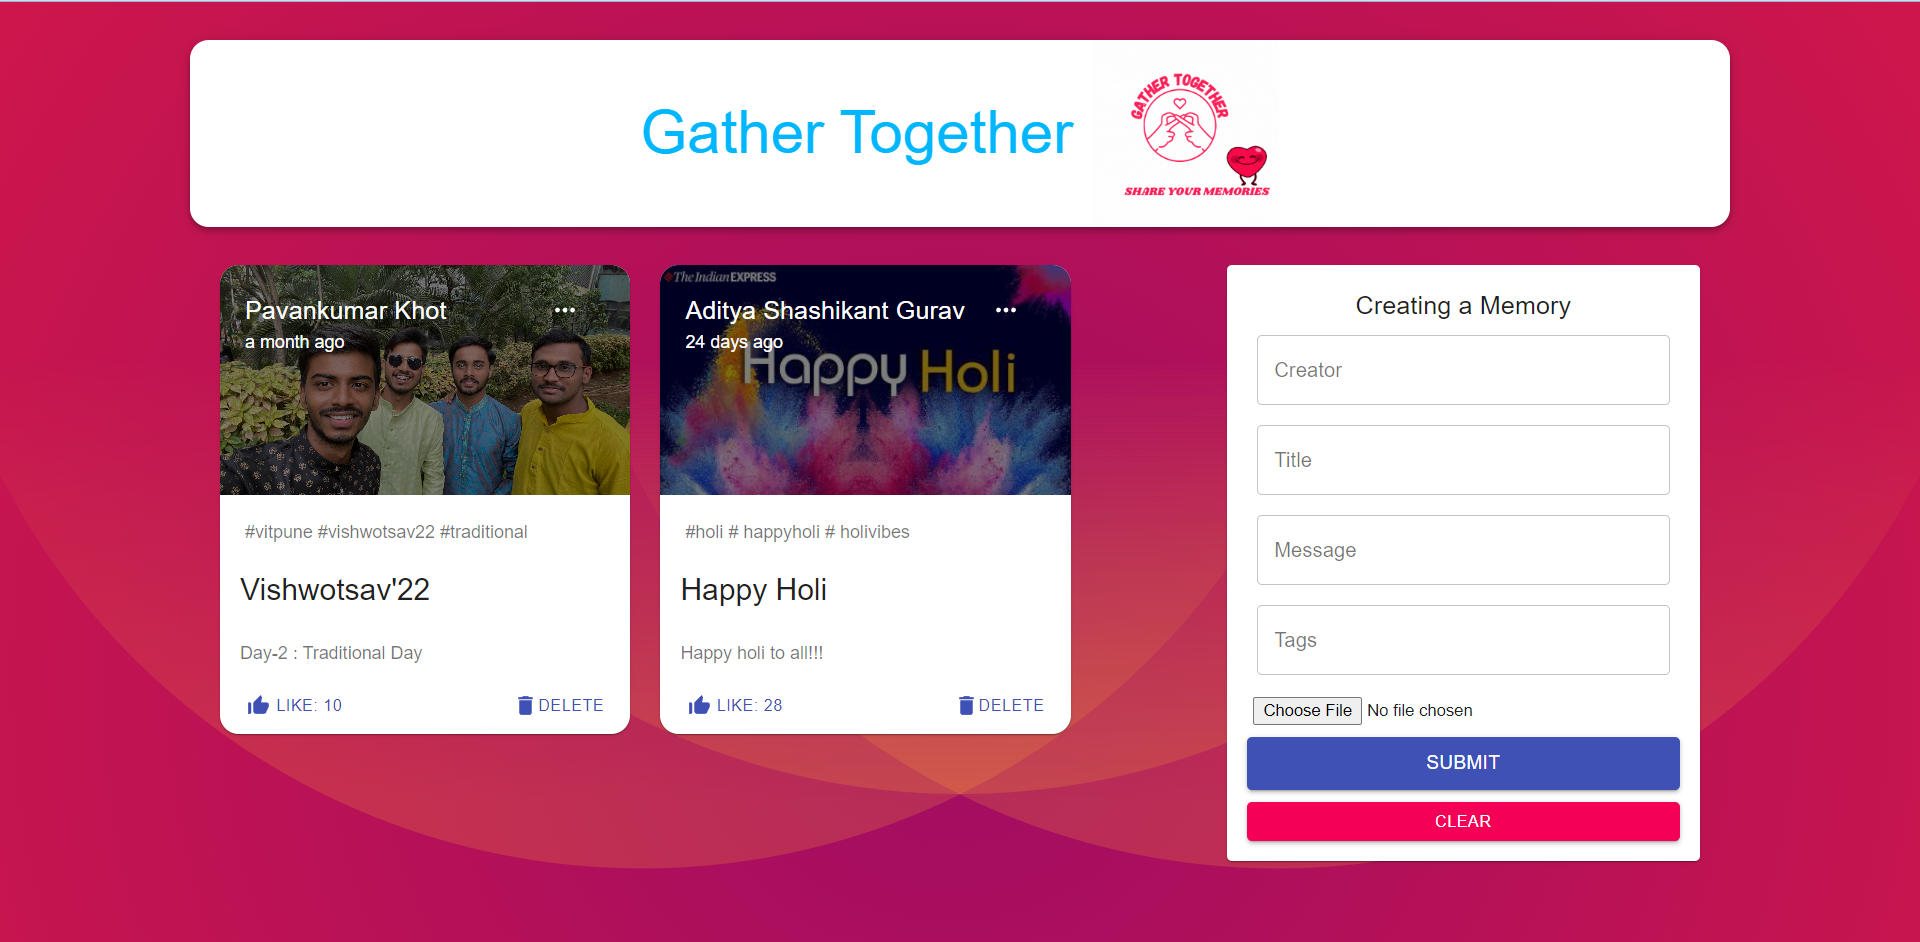 Gather Together
GATHER TOGETHER
SHARE YOUR MEMORIES
Pavankumar Khot
a month ago
#vitpune #vishwotsav22 #traditional
Vishwotsav'22
Day-2 : Traditional Day
LIKE: 10
DELETE
The Indian EXPRESS
Aditya Shashikant Gurav
24 days ago
Happy Holi
#holi # happyholi # holivibes
Happy Holi
Happy holi to all!!!
LIKE: 28
DELETE
Creating a Memory
Creator
Title
Message
Tags
Choose File No file chosen
SUBMIT
CLEAR